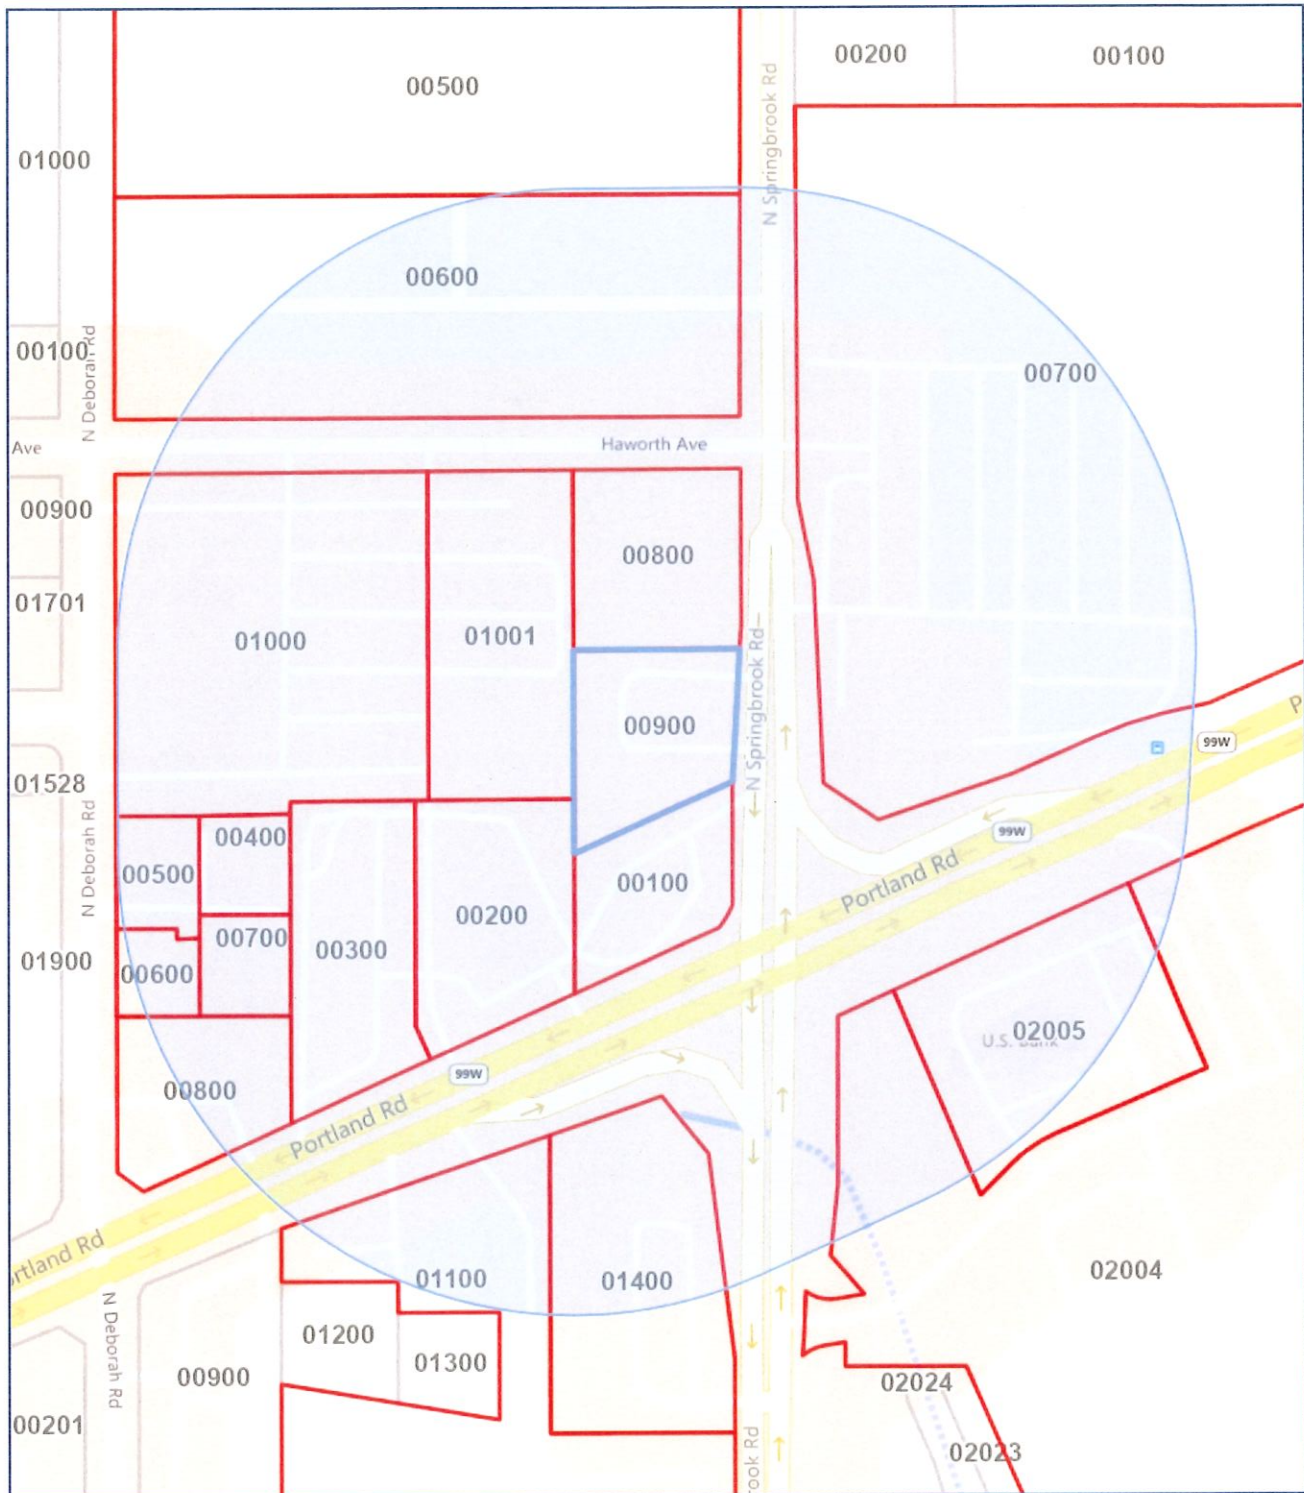 00200
00100
00500
N Springbrook Rd
01000
00600
00100
N Deborah Rd
00700
Ave
Haworth Ave
00900
00800
01701
01000
01001
N Springbrook Rd
00900
99W
P
01528
00400
99W
00500
N Deborah Rd
00100
Portland Rd
00200
00700
00300
01900
00600
02005
U.S. Bank
99W
00800
Portland Rd
rtland Rd
01100
01400
02004
N Deborah Rd
01200
01300
00900
02024
00201
rook Rd
02023